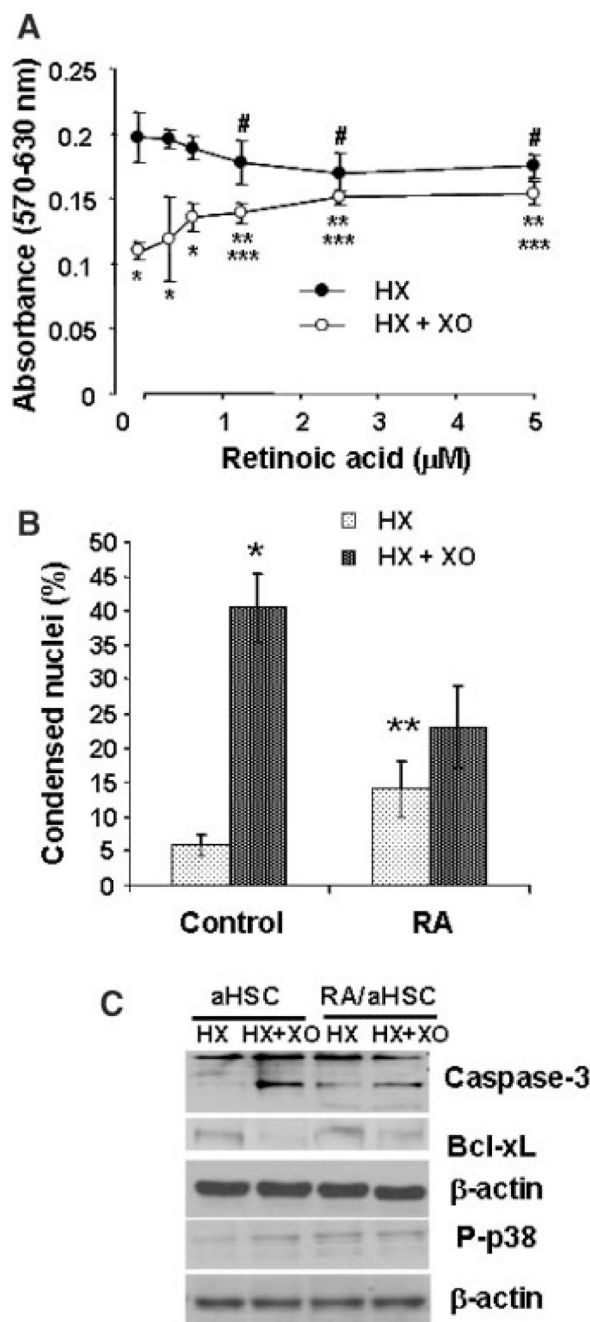 A
0.25
0.2
0.15
0.1
0.05
0
Absorbance (570-630 nm)
# # #
* * * ** ** **
*** *** ***
HX
HX + XO
0 1 2 3 4 5
Retinoic acid (μM)
B
HX
HX + XO
50
45
40
35
30
25
20
15
10
5
0
Condensed nuclei (%)
*
**
Control RA
C
aHSC RA/aHSC
HX HX+XO HX HX+XO
Caspase-3
Bcl-xL
β-actin
P-p38
β-actin